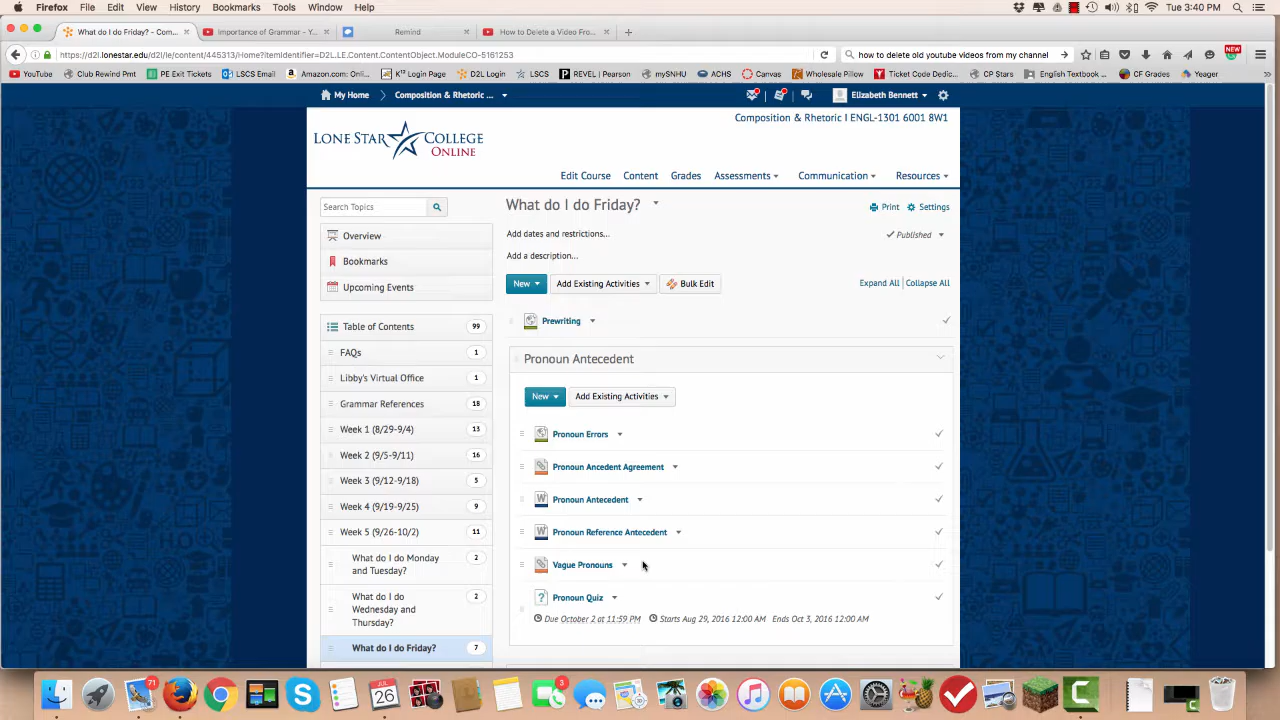 Firefox File Edit View History Bookmarks Tools Window Help Tue 3:40 PM
What do I do Friday? - Com... Importance of Grammar - Y... Remind How to Delete a Video Fro...
https://d2l.lonestar.edu/d2l/le/content/445313/Home?itemIdentifier=D2L.LE.Content.ContentObject.ModuleCO-5161253 how to delete old youtube videos from my channel NEW
YouTube Club Rewind Pmt PE Exit Tickets LSCS Email Amazon.com: Onlin... K12 Login Page D2L Login LSCS REVEL | Pearson mySNHU ACHS Canvas Wholesale Pillow Ticket Code Dedic... CP Stars English Textbook... CF Grades Yeager
My Home Composition & Rhetoric ... Elizabeth Bennett
Composition & Rhetoric I ENGL-1301 6001 8W1
LONE STAR COLLEGE
ONLINE
Edit Course Content Grades Assessments Communication Resources
Search Topics
What do I do Friday?
Print Settings
Overview
Add dates and restrictions...
Published
Bookmarks
Add a description...
Upcoming Events
New Add Existing Activities Bulk Edit
Expand All Collapse All
Table of Contents 99
Prewriting
FAQs 1
Pronoun Antecedent
Libby's Virtual Office 1
Grammar References 18
New Add Existing Activities
Week 1 (8/29-9/4) 13
Pronoun Errors
Week 2 (9/5-9/11) 16
Pronoun Ancedent Agreement
Week 3 (9/12-9/18) 5
Pronoun Antecedent
Week 4 (9/19-9/25) 9
Week 5 (9/26-10/2) 11
Pronoun Reference Antecedent
What do I do Monday
and Tuesday? 2
Vague Pronouns
What do I do
Wednesday and
Thursday? 2
Pronoun Quiz
Due October 2 at 11:59 PM Starts Aug 29, 2016 12:00 AM Ends Oct 3, 2016 12:00 AM
What do I do Friday? 7
71
26
3